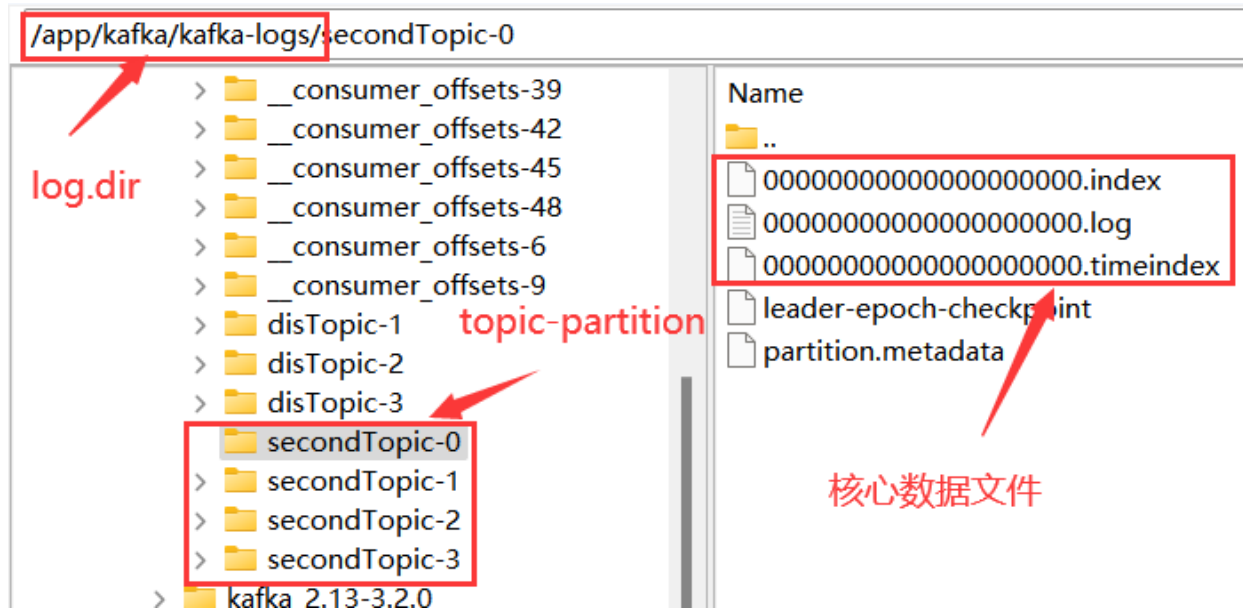 /app/kafka/kafka-logs/secondTopic-0
__consumer_offsets-39
__consumer_offsets-42
__consumer_offsets-45
__consumer_offsets-48
__consumer_offsets-6
__consumer_offsets-9
disTopic-1
disTopic-2
disTopic-3
secondTopic-0
secondTopic-1
secondTopic-2
secondTopic-3
kafka_2.13-3.2.0
log.dir
topic-partition
Name
..
00000000000000000000.index
00000000000000000000.log
00000000000000000000.timeindex
leader-epoch-checkpoint
partition.metadata
核心数据文件